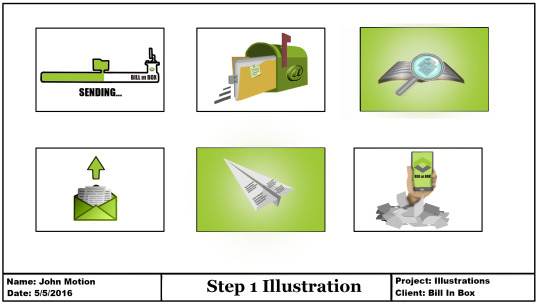 BILL in BOX
SENDING...
@
BILL in BOX
Name: John Motion
Date: 5/5/2016
Step 1 Illustration
Project: Illustrations
Client: Bill In Box